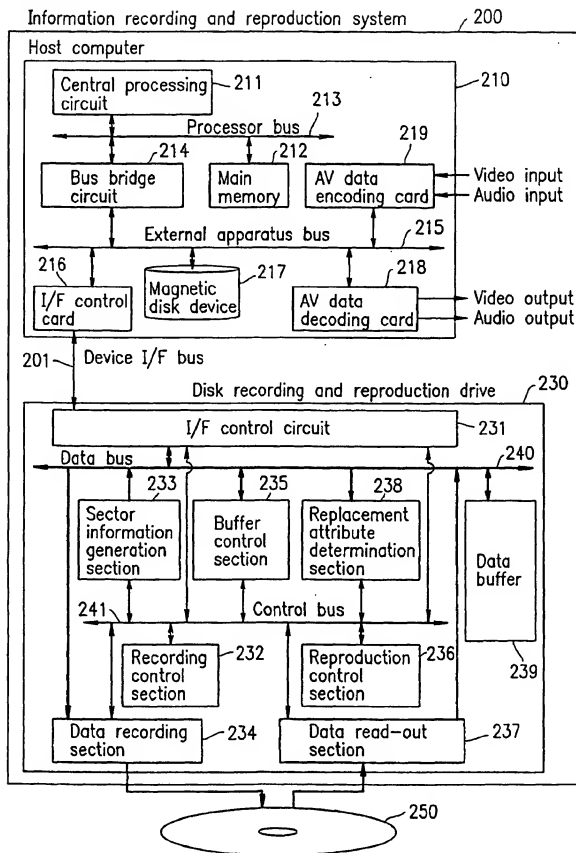 Information recording and reproduction system
200
Host computer
Central processing
circuit
211
210
213
Processor bus
214
212
219
Bus bridge
circuit
Main
memory
AV data
encoding card
Video input
Audio input
External apparatus bus
215
216
217
218
I/F control
card
Magnetic
disk device
AV data
decoding card
Video output
Audio output
201
Device I/F bus
Disk recording and reproduction drive
230
I/F control circuit
231
Data bus
240
233
235
238
Sector
information
generation
section
Buffer
control
section
Replacement
attribute
determination
section
Data
buffer
241
Control bus
Recording
control
section
232
Reproduction
control
section
236
239
Data recording
section
234
Data read-out
section
237
250